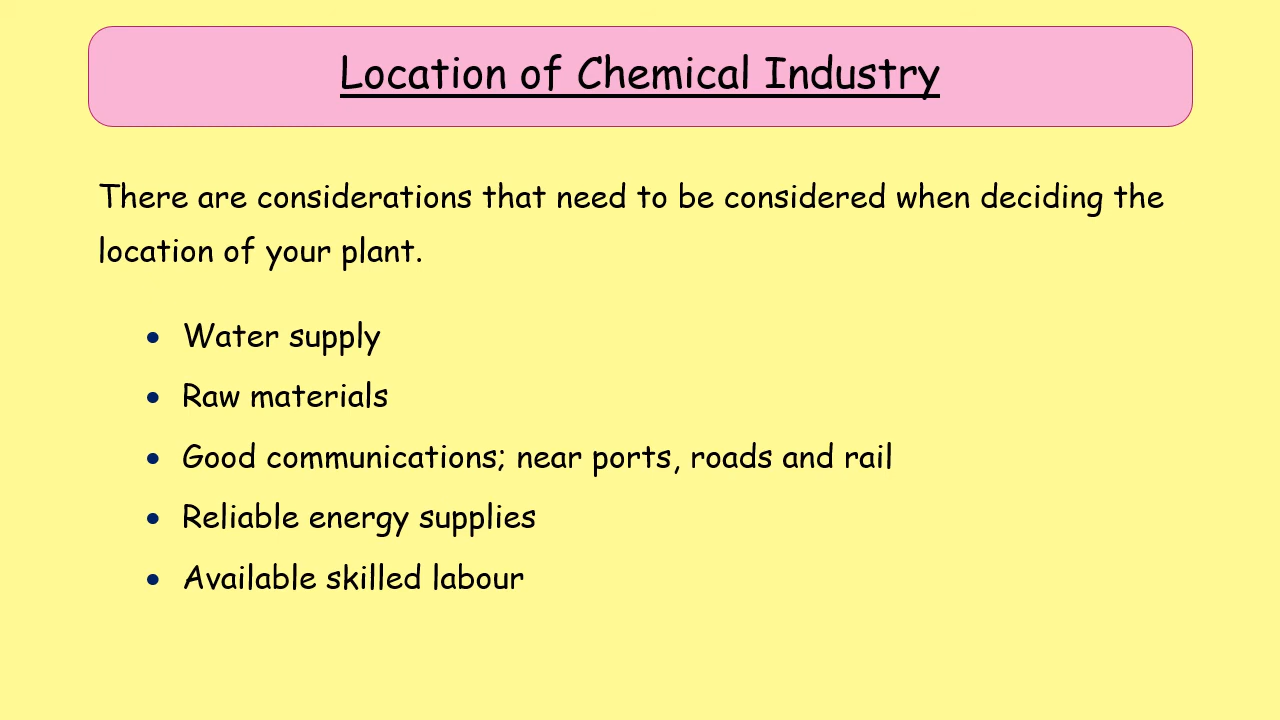 Location of Chemical Industry
There are considerations that need to be considered when deciding the
location of your plant.
• Water supply
• Raw materials
• Good communications; near ports, roads and rail
• Reliable energy supplies
• Available skilled labour